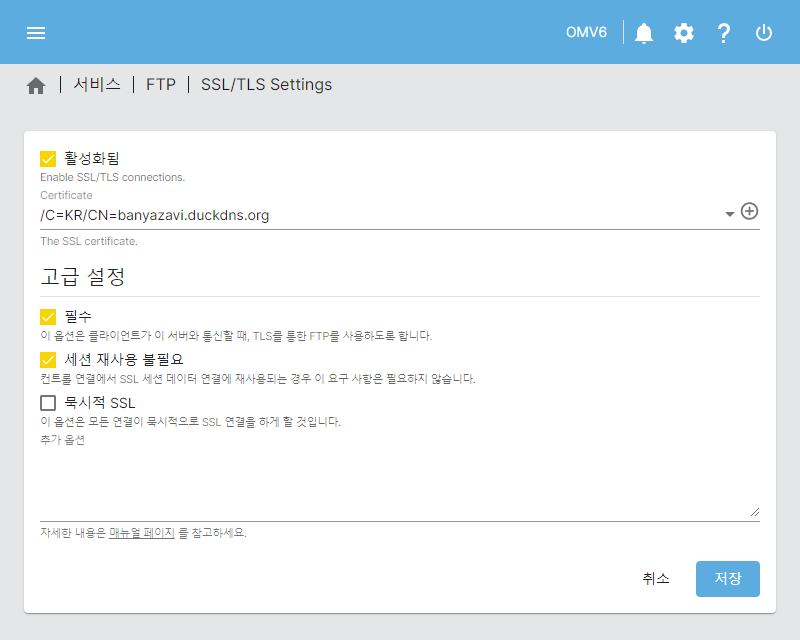 OMV6
서비스 | FTP | SSL/TLS Settings
활성화됨
Enable SSL/TLS connections.
Certificate
/C=KR/CN=banyazavi.duckdns.org
The SSL certificate.
고급 설정
필수
이 옵션은 클라이언트가 이 서버와 통신할 때, TLS를 통한 FTP를 사용하도록 합니다.
세션 재사용 불필요
컨트롤 연결에서 SSL 세션 데이터 연결에 재사용되는 경우 이 요구 사항은 필요하지 않습니다.
묵시적 SSL
이 옵션은 모든 연결이 묵시적으로 SSL 연결을 하게 할 것입니다.
추가 옵션
자세한 내용은 매뉴얼 페이지 를 참고하세요.
취소 저장